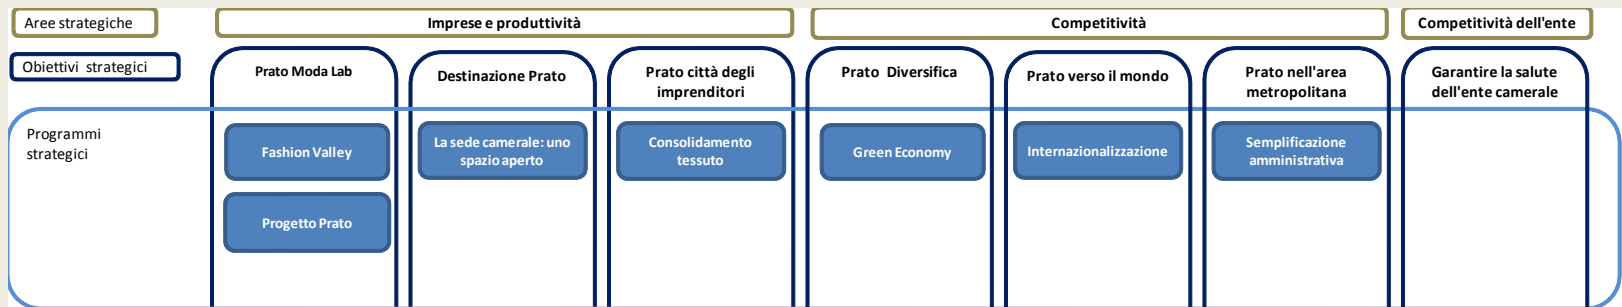 Aree strategiche
Imprese e produttività
Competitività
Competitività dell'ente
Obiettivi strategici
Prato Moda Lab
Destinazione Prato
Prato città degli
imprenditori
Prato Diversifica
Prato verso il mondo
Prato nell'area
metropolitana
Garantire la salute
dell'ente camerale
Programmi
strategici
Fashion Valley
La sede camerale: uno
spazio aperto
Consolidamento
tessuto
Green Economy
Internazionalizzazione
Semplificazione
amministrativa
Progetto Prato